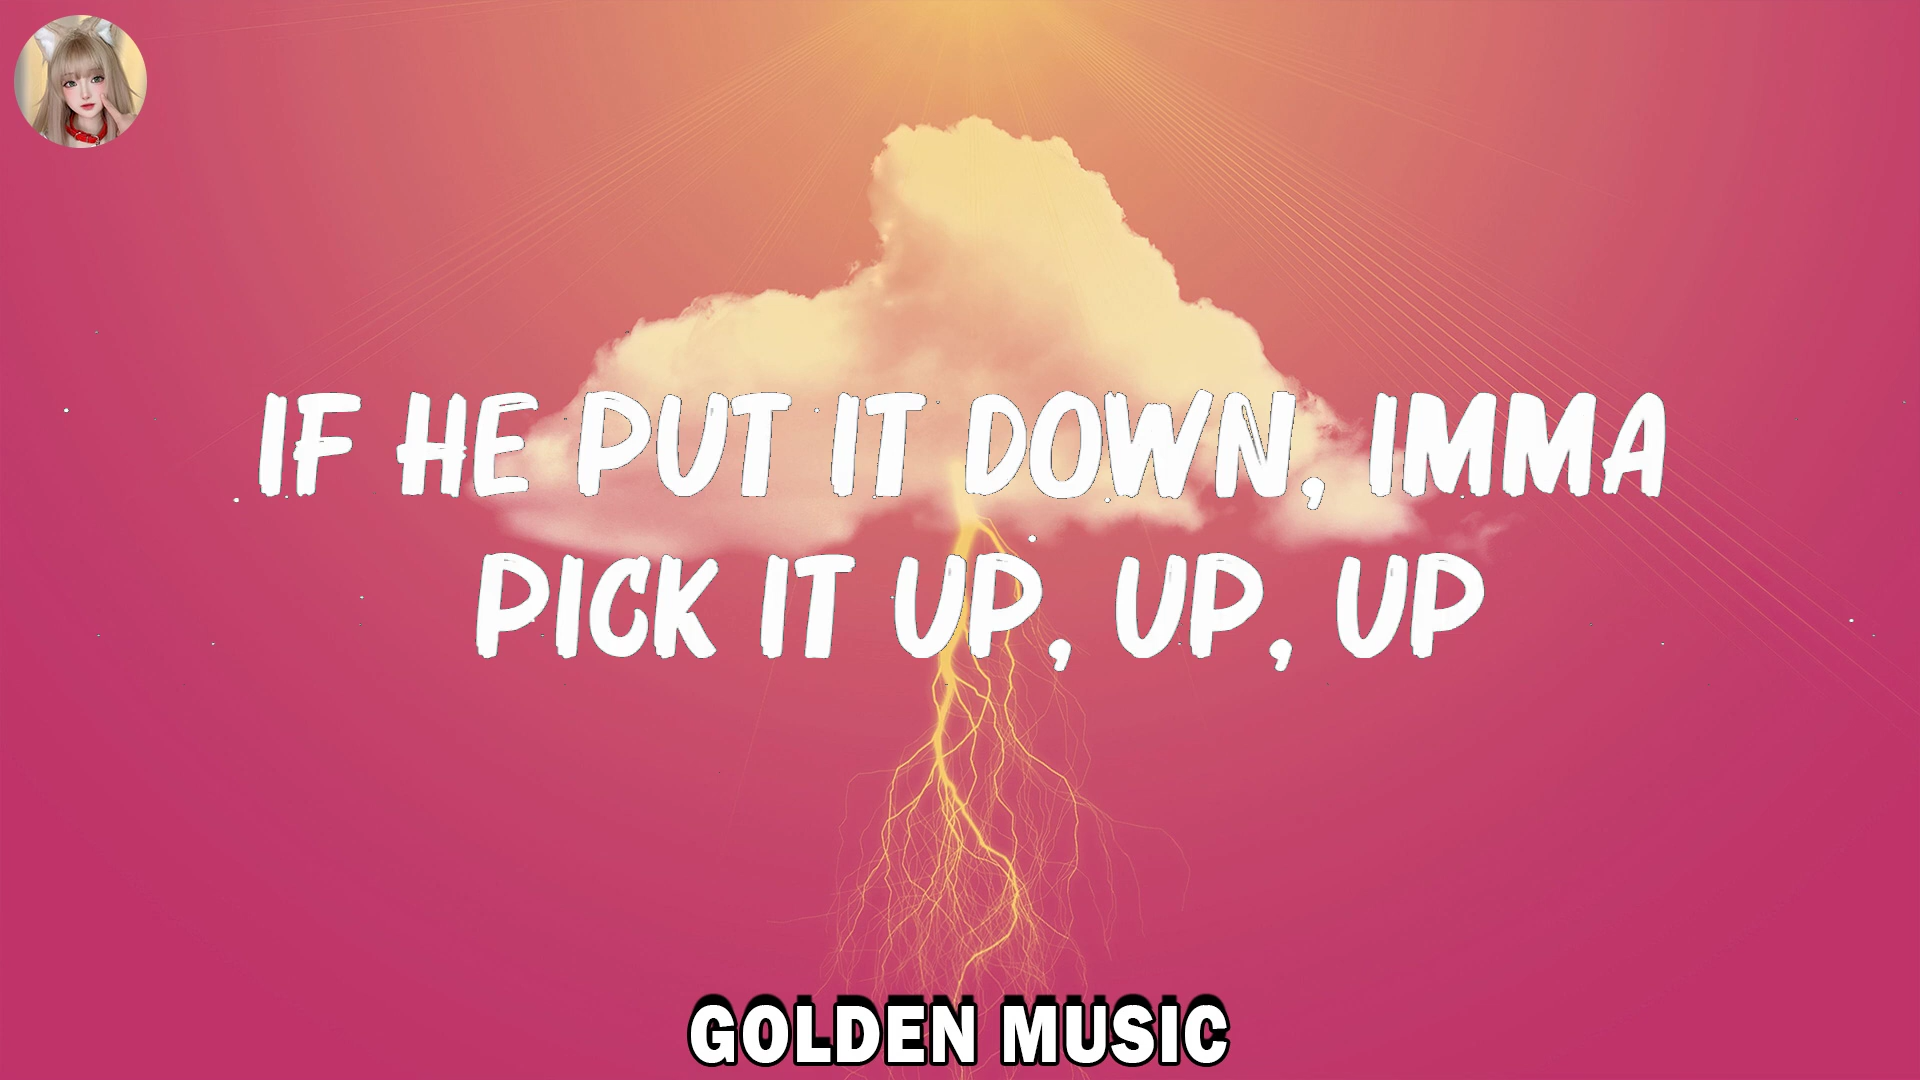 IF HE PUT IT DOWN, IMMA
PICK IT UP, UP, UP
GOLDEN MUSIC